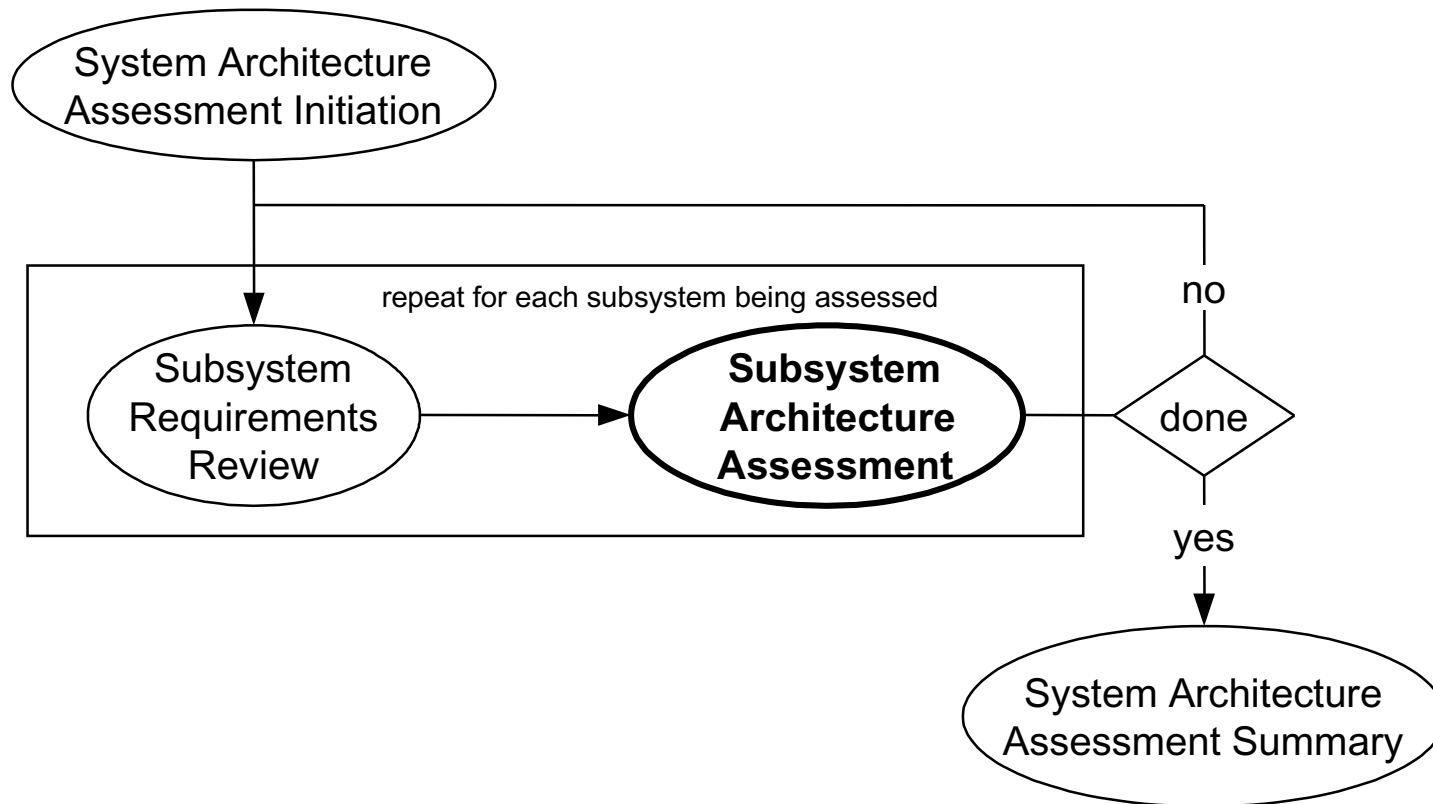 System Architecture
Assessment Initiation
repeat for each subsystem being assessed
no
Subsystem
Requirements
Review
Subsystem
Architecture
Assessment
done
yes
System Architecture
Assessment Summary